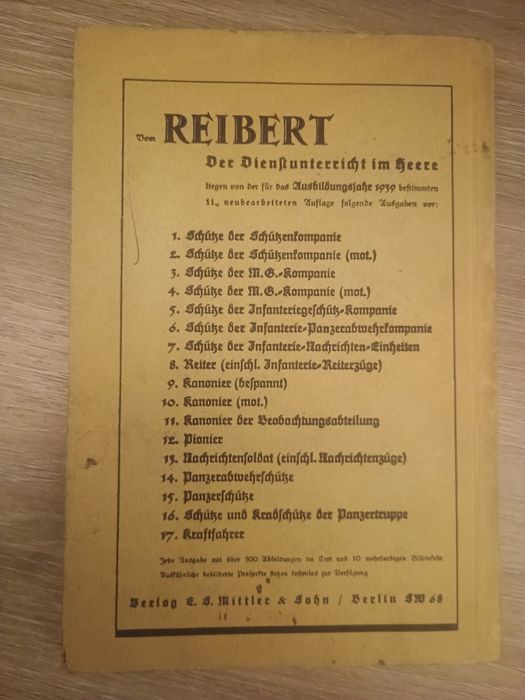 Vom REIBERT
Der Dienstunterricht im Heere
liegen von der für das Ausbildungsjahr 1939 bestimmten
11., neubearbeiteten Auflage folgende Ausgaben vor:
1. Schütze der Schützenkompanie
2. Schütze der Schützenkompanie (mot.)
3. Schütze der M.G.-Kompanie
4. Schütze der M.G.-Kompanie (mot.)
5. Schütze der Infanteriegeschütz-Kompanie
6. Schütze der Infanterie-Panzerabwehrkompanie
7. Schütze der Infanterie-Nachrichten-Einheiten
8. Reiter (einschl. Infanterie-Reiterzüge)
9. Kanonier (bespannt)
10. Kanonier (mot.)
11. Kanonier der Beobachtungsabteilung
12. Pionier
13. Nachrichtensoldat (einschl. Nachrichtenzüge)
14. Panzerabwehrschütze
15. Panzerschütze
16. Schütze und Kradschütze der Panzertruppe
17. Kraftfahrer
Jede Ausgabe mit über 500 Abbildungen im Text und 10 mehrfarbigen Bildtafeln
Ausführliche bebilderte Prospekte stehen kostenlos zur Verfügung
Verlag E. S. Mittler & Sohn / Berlin SW 68